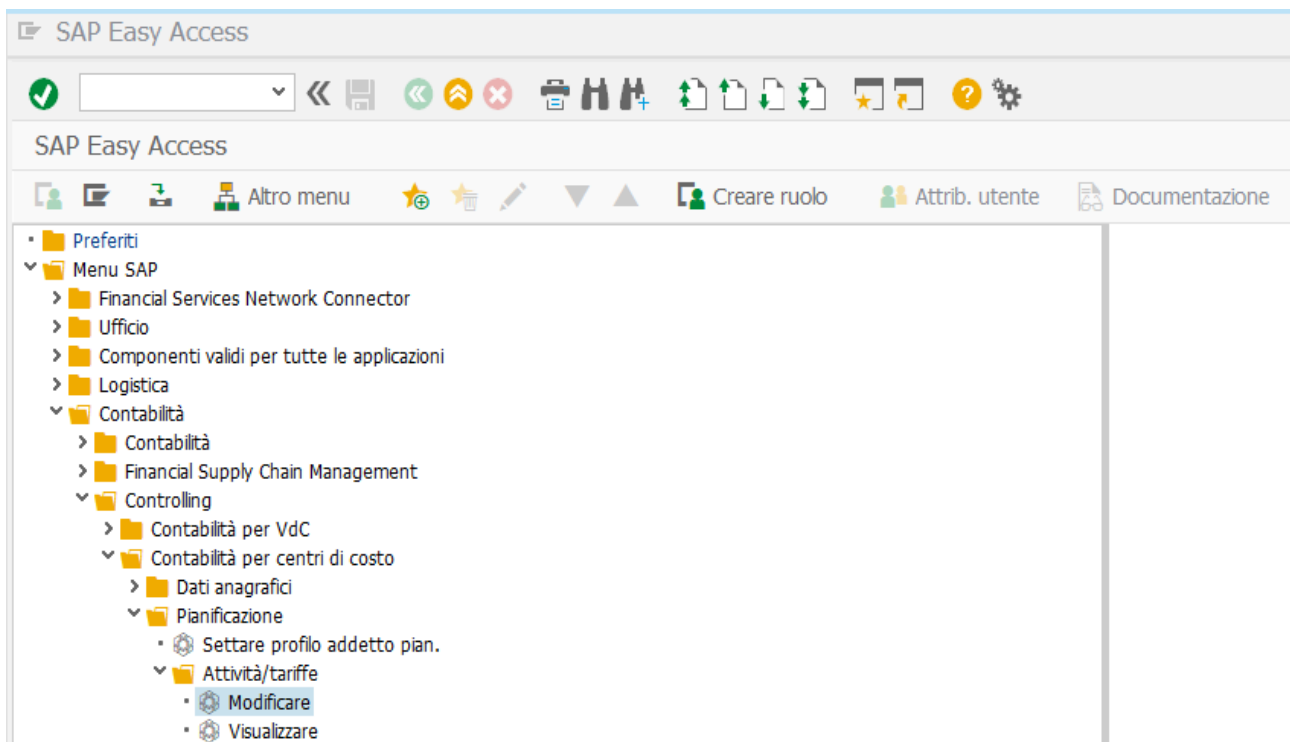 SAP Easy Access
SAP Easy Access
Altro menu Creare ruolo Attrib. utente Documentazione
Preferiti
Menu SAP
Financial Services Network Connector
Ufficio
Componenti validi per tutte le applicazioni
Logistica
Contabilità
Contabilità
Financial Supply Chain Management
Controlling
Contabilità per VdC
Contabilità per centri di costo
Dati anagrafici
Pianificazione
Settare profilo addetto pian.
Attività/tariffe
Modificare
Visualizzare